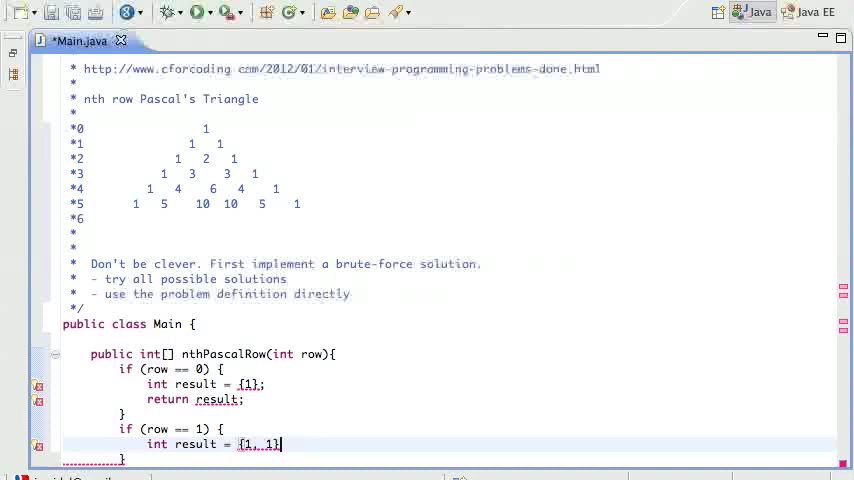 Java
Java EE
*Main.java
* http://www.cforcoding com/2012/01/interview-programming-problems-done.html
*
* nth row Pascal's Triangle
*
*0 1
*1 1 1
*2 1 2 1
*3 1 3 3 1
*4 1 4 6 4 1
*5 1 5 10 10 5 1
*6
*
*
* Don't be clever. First implement a brute-force solution.
* - try all possible solutions
* - use the problem definition directly
*/
public class Main {
public int[] nthPascalRow(int row){
if (row == 0) {
int result = {1};
return result;
}
if (row == 1) {
int result = {1, 1}
}